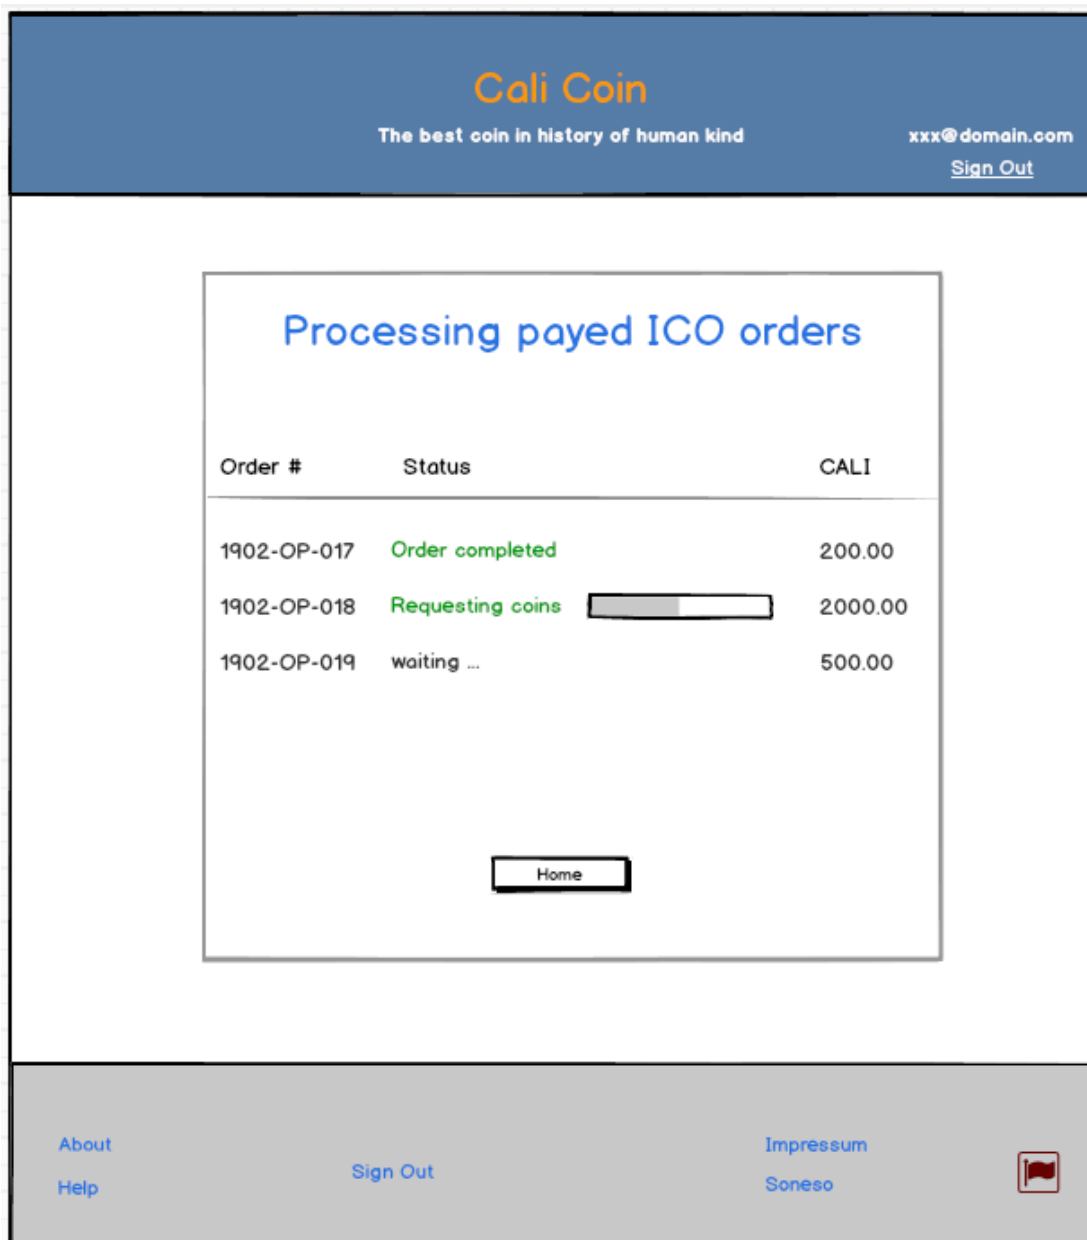 Cali Coin
The best coin in history of human kind
xxx@domain.com
Sign Out
Processing payed ICO orders
Order # Status CALI
1902-OP-017 Order completed 200.00
1902-OP-018 Requesting coins 2000.00
1902-OP-019 waiting ... 500.00
Home
About
Help
Sign Out
Impressum
Soneso